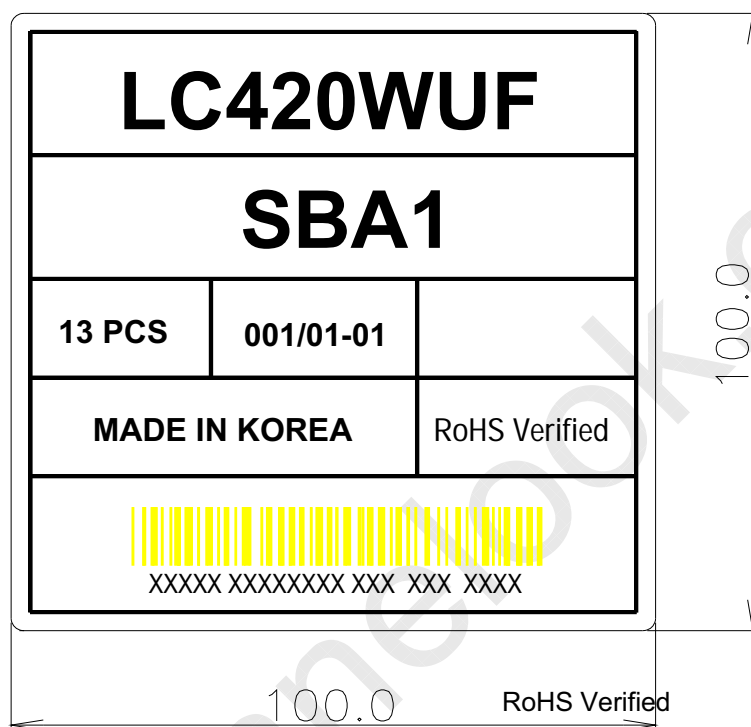 LC420WUF
SBA1
13 PCS 001/01-01
MADE IN KOREA RoHS Verified
XXXXX XXXXXXXX XXX XXX XXXX
100.0
100.0
RoHS Verified